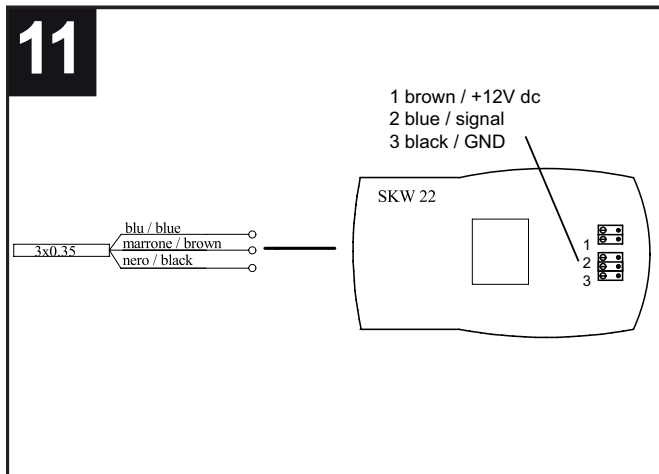 11
1 brown / +12V dc
2 blue / signal
3 black / GND
SKW 22
blu / blue
marrone / brown
nero / black
3x0.35
1
2
3